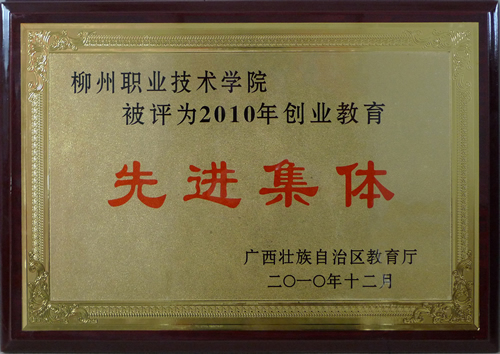 柳州职业技术学院
被评为2010年创业教育
先进集体
广西壮族自治区教育厅
二〇一〇年十二月